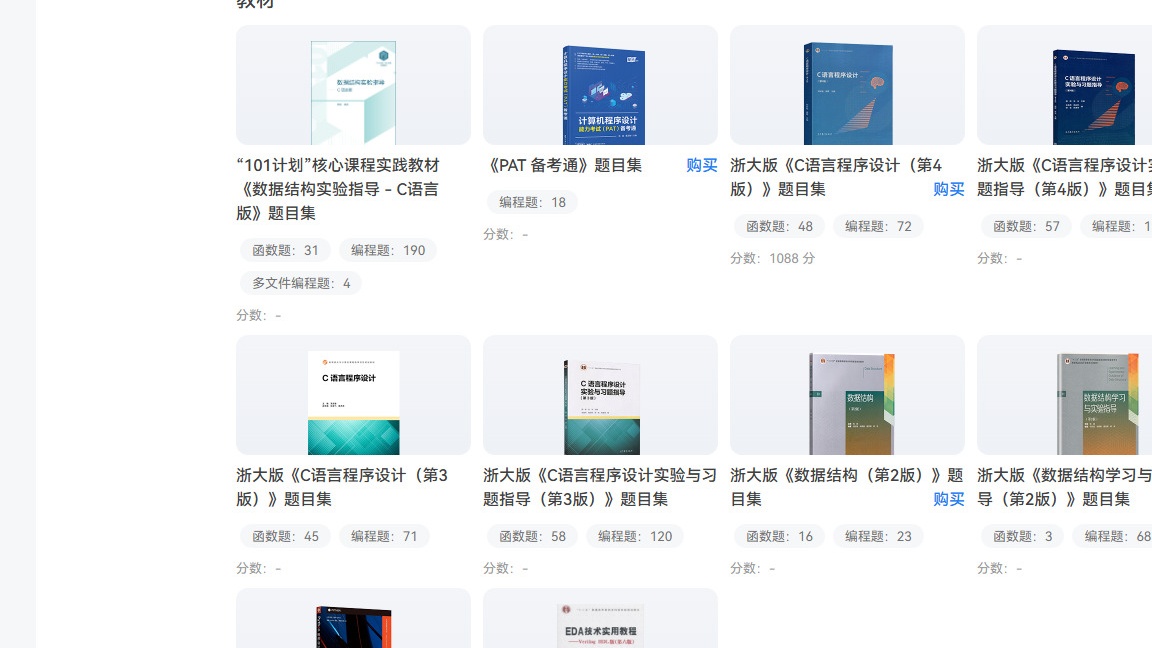 教材
数据结构实验指导
计算机程序设计
能力考试（PAT）备考通
C语言程序设计
C语言程序设计
实验与习题指导
“101计划”核心课程实践教材
《数据结构实验指导 – C语言
版》题目集
函数题：31 编程题：190
多文件编程题：4
分数：-
《PAT 备考通》题目集 购买
编程题：18
分数：-
浙大版《C语言程序设计（第4
版）》题目集 购买
函数题：48 编程题：72
分数：1088 分
浙大版《C语言程序设计实
题指导（第4版）》题目集
函数题：57 编程题：1
分数：-
C 语言程序设计
C 语言程序设计
实验与习题指导
（第3版）
数据结构
数据结构学习
与实验指导
浙大版《C语言程序设计（第3
版）》题目集
函数题：45 编程题：71
分数：-
浙大版《C语言程序设计实验与习
题指导（第3版）》题目集
函数题：58 编程题：120
分数：-
浙大版《数据结构（第2版）》题
目集 购买
函数题：16 编程题：23
分数：-
浙大版《数据结构学习与
导（第2版）》题目集
函数题：3 编程题：68
分数：-
EDA技术实用教程